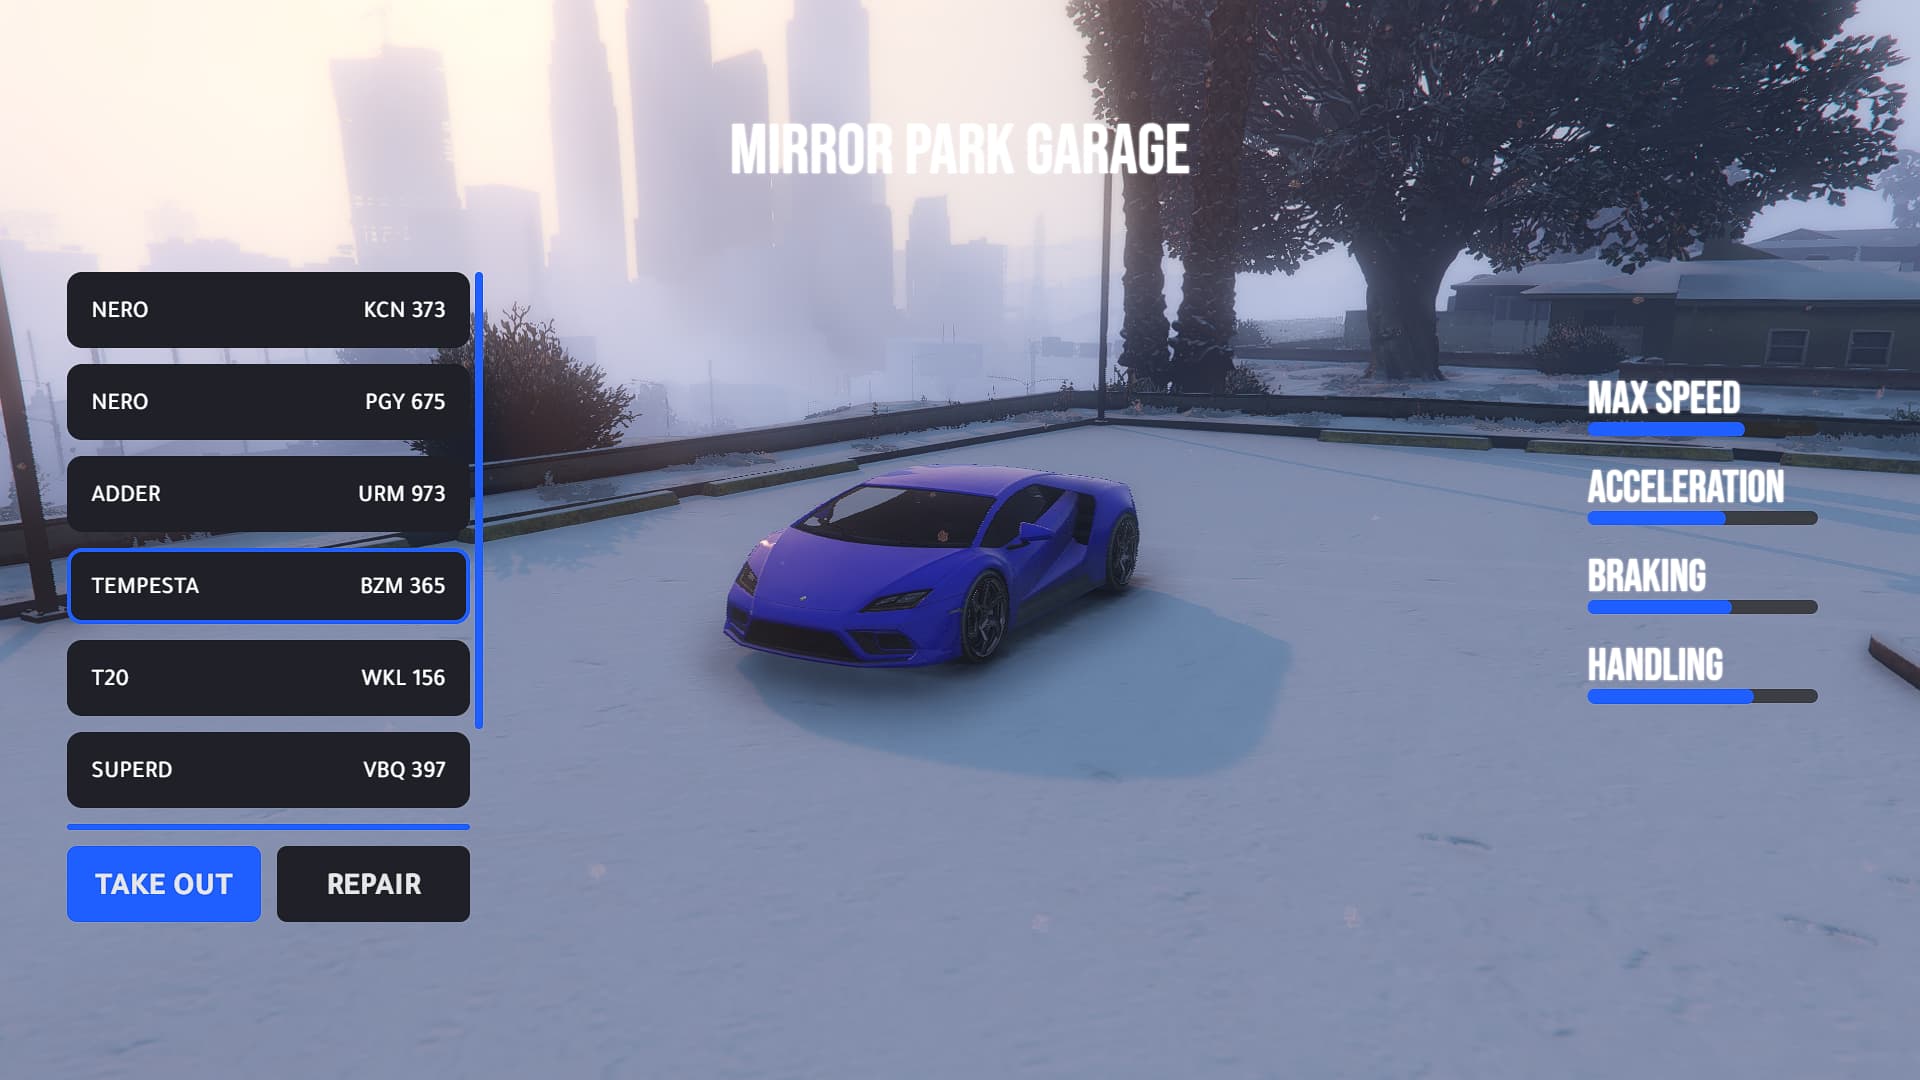 MIRROR PARK GARAGE
NERO KCN 373
NERO PGY 675
ADDER URM 973
TEMPESTA BZM 365
T20 WKL 156
SUPERD VBQ 397
TAKE OUT REPAIR
MAX SPEED
ACCELERATION
BRAKING
HANDLING